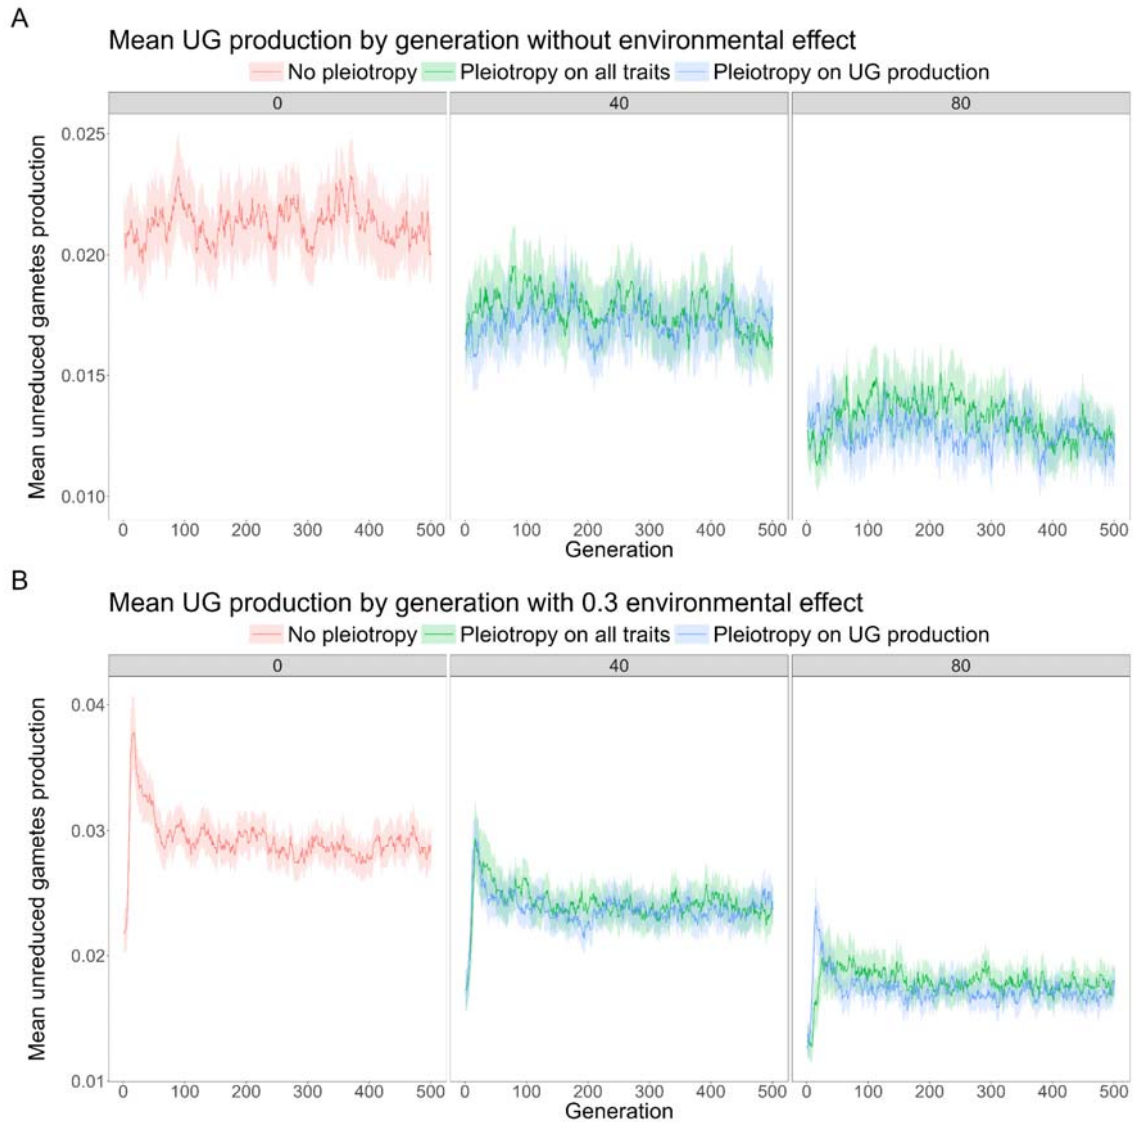 A
Mean UG production by generation without environmental effect
No pleiotropy Pleiotropy on all traits Pleiotropy on UG production
0 40 80
Mean unreduced gametes production
0.025
0.020
0.015
0.010
0 100 200 300 400 500 0 100 200 300 400 500 0 100 200 300 400 500
Generation
B
Mean UG production by generation with 0.3 environmental effect
No pleiotropy Pleiotropy on all traits Pleiotropy on UG production
0 40 80
Mean unreduced gametes production
0.04
0.03
0.02
0.01
0 100 200 300 400 500 0 100 200 300 400 500 0 100 200 300 400 500
Generation